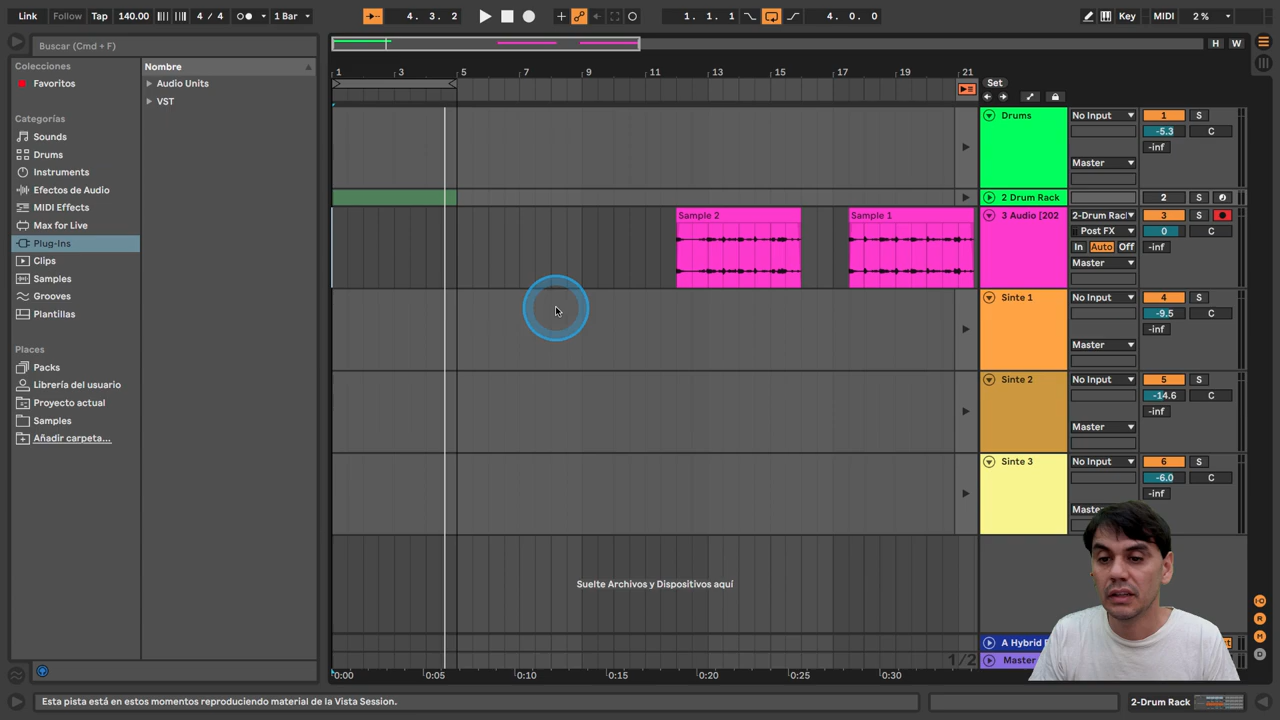 Link Follow Tap 140.00 4 / 4 1 Bar 4. 3. 2 1. 1. 1 4. 0. 0 Key MIDI 2 %
Buscar (Cmd + F)
H W
Colecciones
Favoritos
Nombre
Audio Units
VST
Categorías
Sounds
Drums
Instruments
Efectos de Audio
MIDI Effects
Max for Live
Plug-Ins
Clips
Samples
Grooves
Plantillas
Places
Packs
Librería del usuario
Proyecto actual
Samples
Añadir carpeta...
1 3 5 7 9 11 13 15 17 19 21
Set
Drums No Input 1 S
-5.3 C
-inf
Master
2 Drum Rack 2 S
Sample 2 Sample 1
3 Audio [202 2-Drum Rack 3 S
Post FX 0 C
In Auto Off -inf
Master
Sinte 1 No Input 4 S
-9.5 C
-inf
Master
Sinte 2 No Input 5 S
-14.6 C
-inf
Master
Sinte 3 No Input 6 S
-6.0 C
-inf
Master
Suelte Archivos y Dispositivos aquí
I·O
R
M
D
A Hybrid
1/2
Master
0:00 0:05 0:10 0:15 0:20 0:25 0:30
Esta pista está en estos momentos reproduciendo material de la Vista Session.
2-Drum Rack